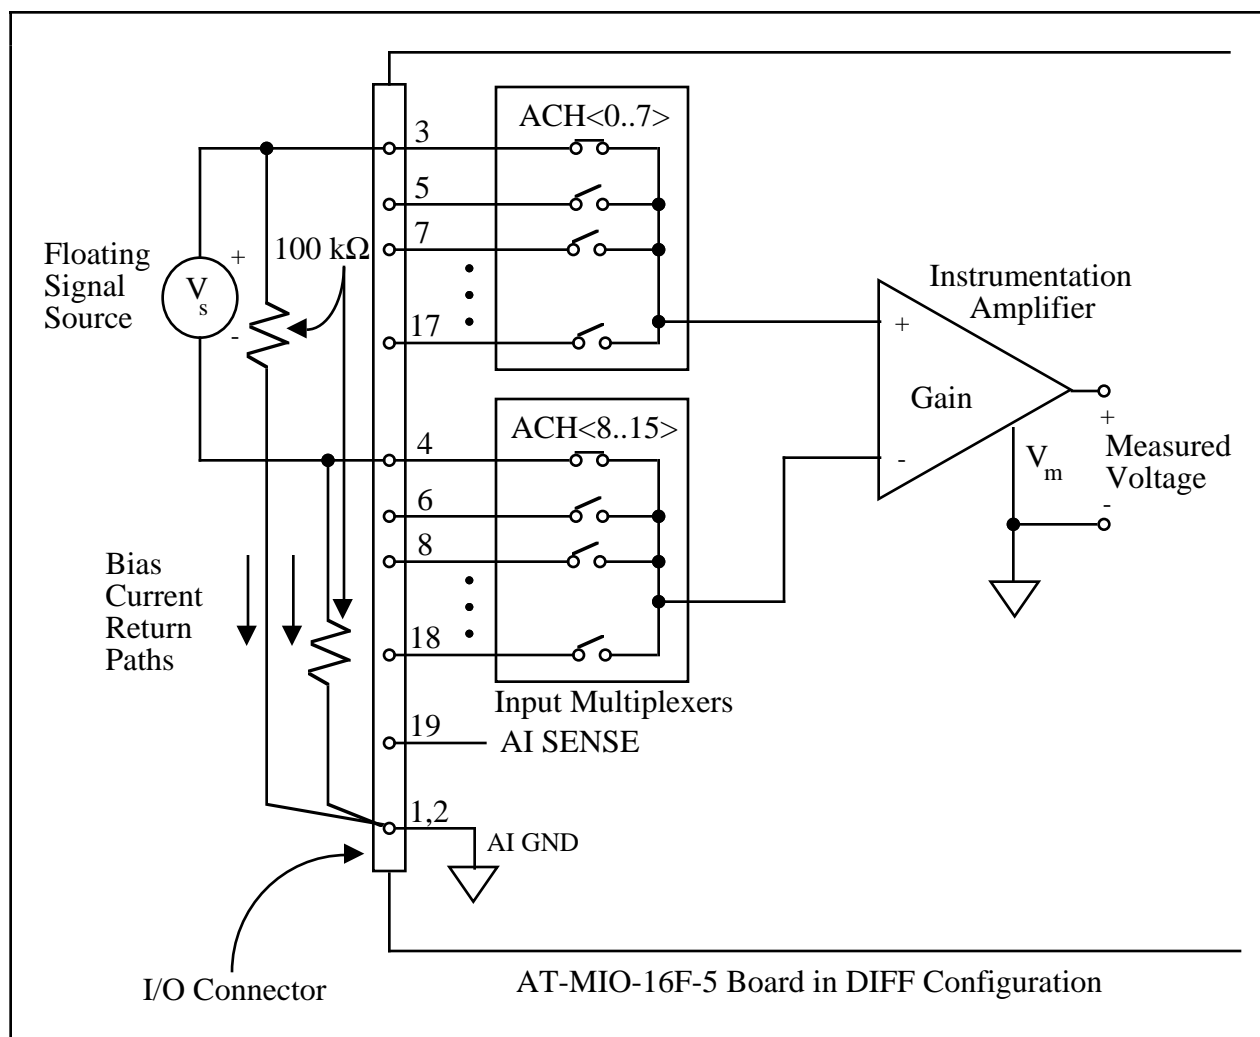 ACH<0..7>
3
5
7
17
Floating
Signal
Source
V
s
+
-
100 kΩ
Instrumentation
Amplifier
+
-
Gain
V
m
+
Measured
Voltage
-
ACH<8..15>
4
6
8
18
Bias
Current
Return
Paths
Input Multiplexers
19
AI SENSE
1,2
AI GND
I/O Connector
AT-MIO-16F-5 Board in DIFF Configuration